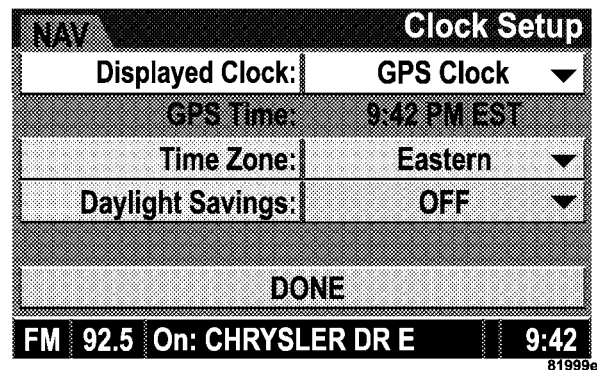 NAV Clock Setup
Displayed Clock: GPS Clock
GPS Time: 9:42 PM EST
Time Zone: Eastern
Daylight Savings: OFF
DONE
FM 92.5 On: CHRYSLER DR E 9:42
81999e